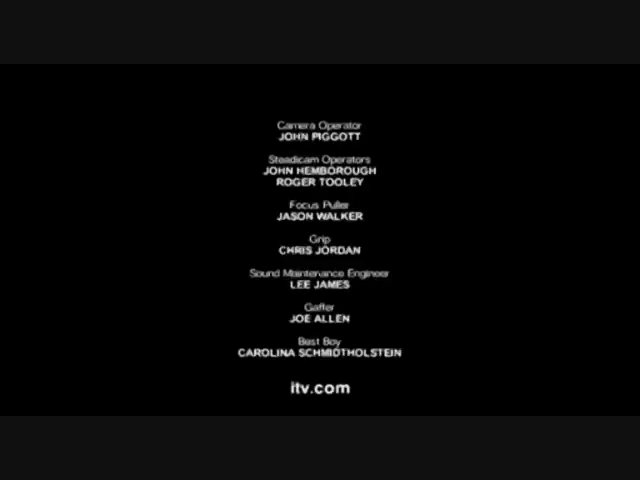 Camera Operator
JOHN PIGGOTT
Steadicam Operators
JOHN HEMBOROUGH
ROGER TOOLEY
Focus Puller
JASON WALKER
Grip
CHRIS JORDAN
Sound Maintenance Engineer
LEE JAMES
Gaffer
JOE ALLEN
Best Boy
CAROLINA SCHMIDTHOLSTEIN
itv.com